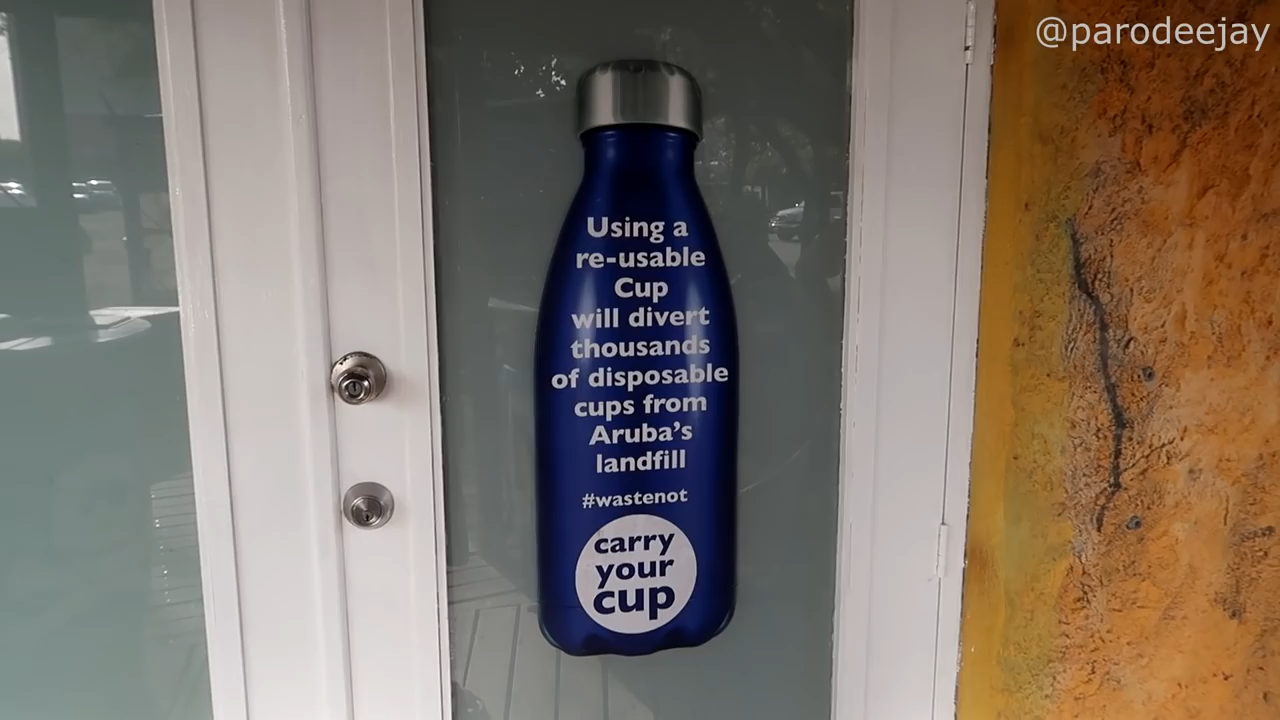 @parodeejay
Using a
re-usable
Cup
will divert
thousands
of disposable
cups from
Aruba's
landfill
#wastenot
carry
your
cup